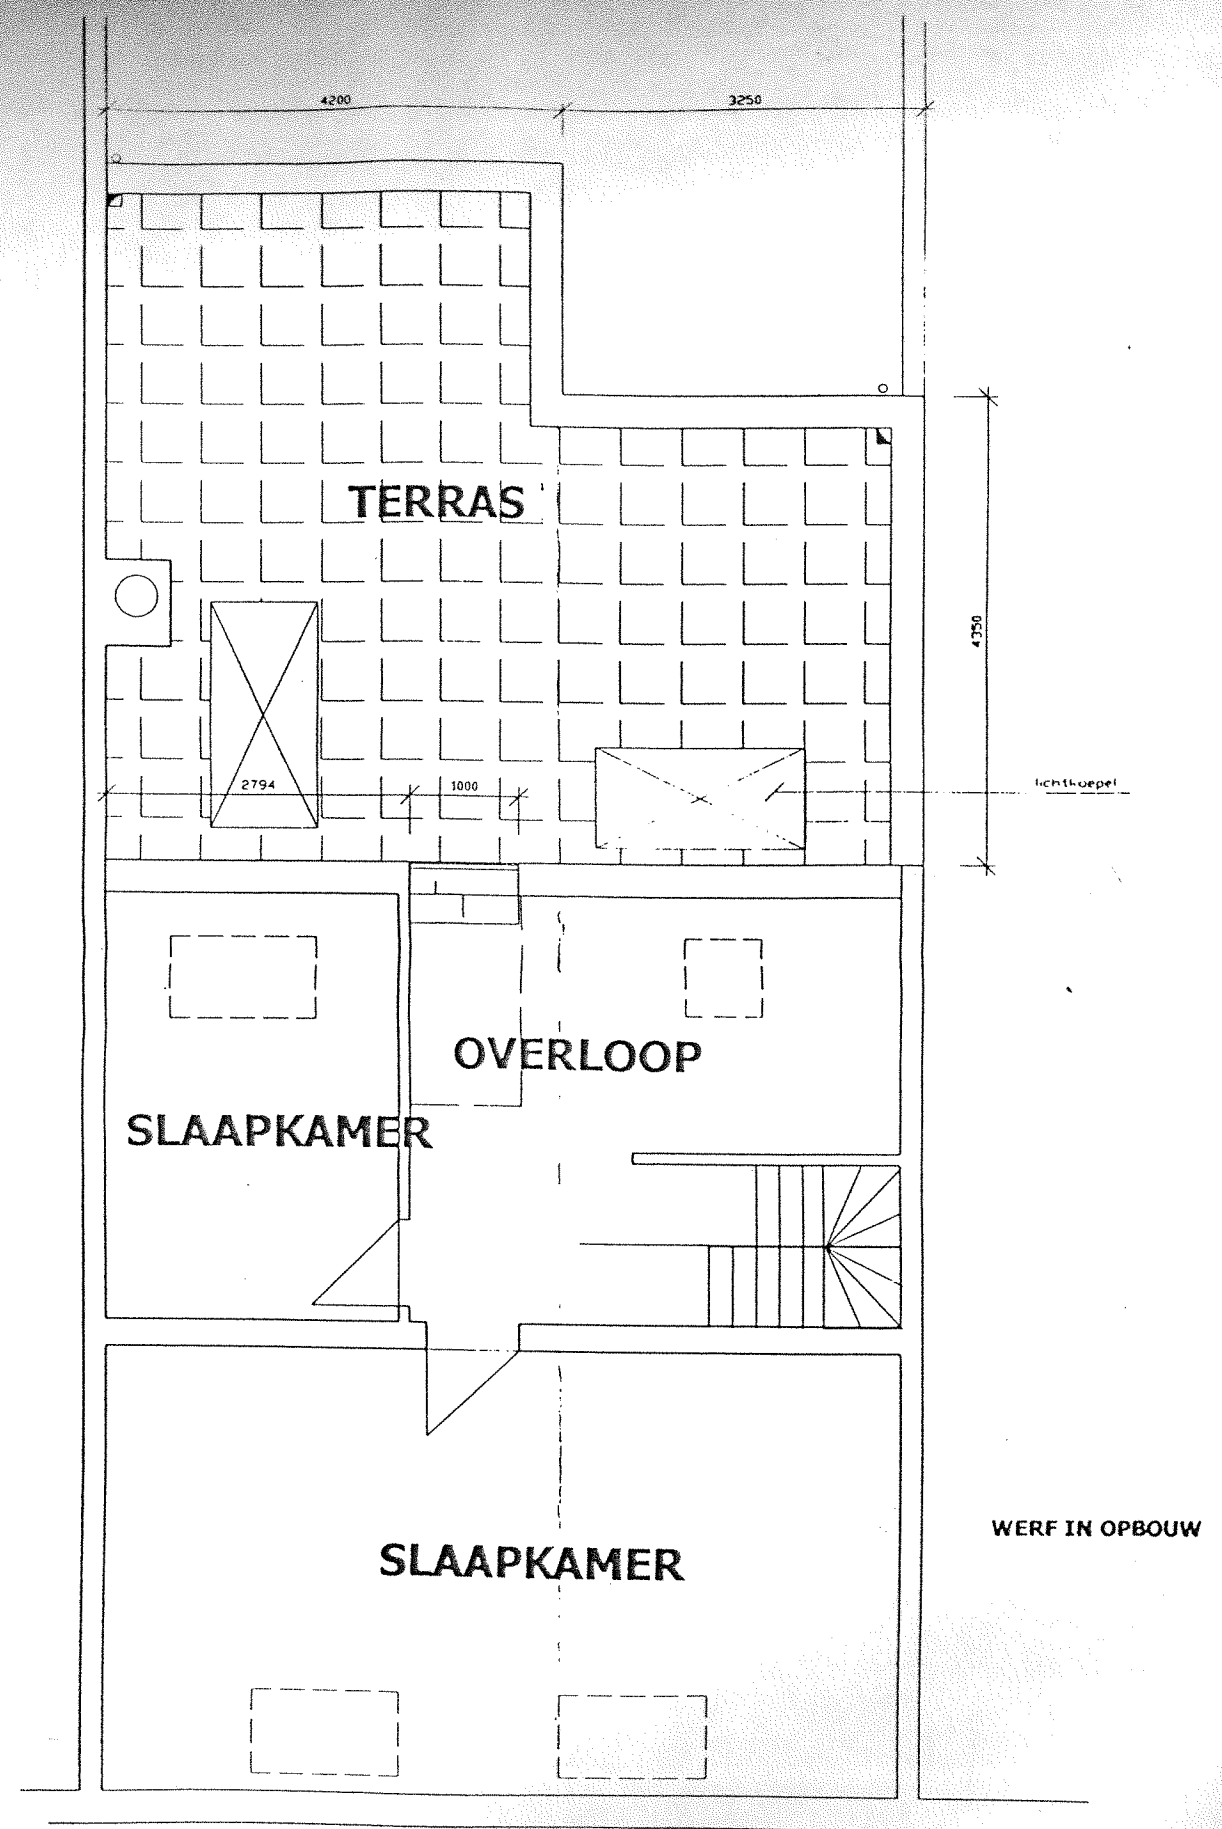 4200
3250
TERRAS
4350
2794
1000
lichtkoepel
OVERLOOP
SLAAPKAMER
WERF IN OPBOUW
SLAAPKAMER